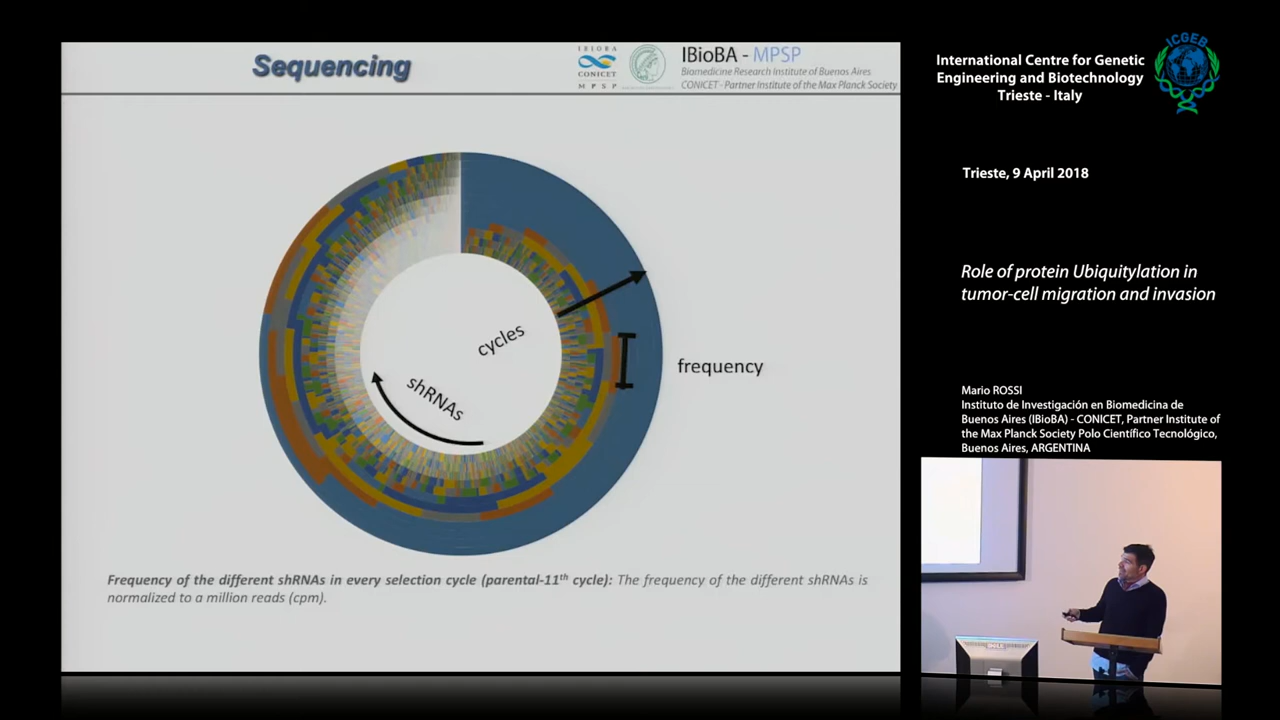 Sequencing
IBIOBA
CONICET
MPSP
IBioBA - MPSP
Biomedicine Research Institute of Buenos Aires
CONICET - Partner Institute of the Max Planck Society
cycles
shRNAs
frequency
Frequency of the different shRNAs in every selection cycle (parental-11th cycle): The frequency of the different shRNAs is
normalized to a million reads (cpm).
International Centre for Genetic
Engineering and Biotechnology
Trieste - Italy
ICGEB
Trieste, 9 April 2018
Role of protein Ubiquitylation in
tumor-cell migration and invasion
Mario ROSSI
Instituto de Investigación en Biomedicina de
Buenos Aires (IBioBA) - CONICET, Partner Institute of
the Max Planck Society Polo Científico Tecnológico,
Buenos Aires, ARGENTINA